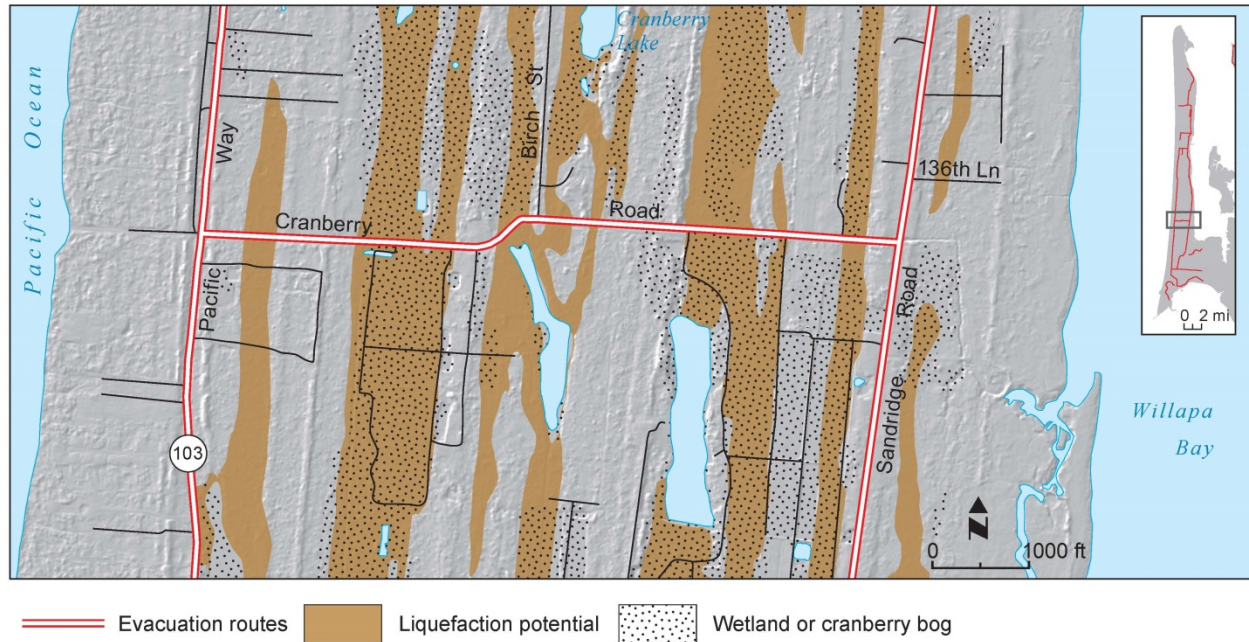 Pacific Ocean
Way
Birch St
Cranberry
Lake
136th Ln
Cranberry
Road
Pacific
Road
Sandridge
103
Willapa
Bay
N
0
1000 ft
0 2 mi
Evacuation routes
Liquefaction potential
Wetland or cranberry bog